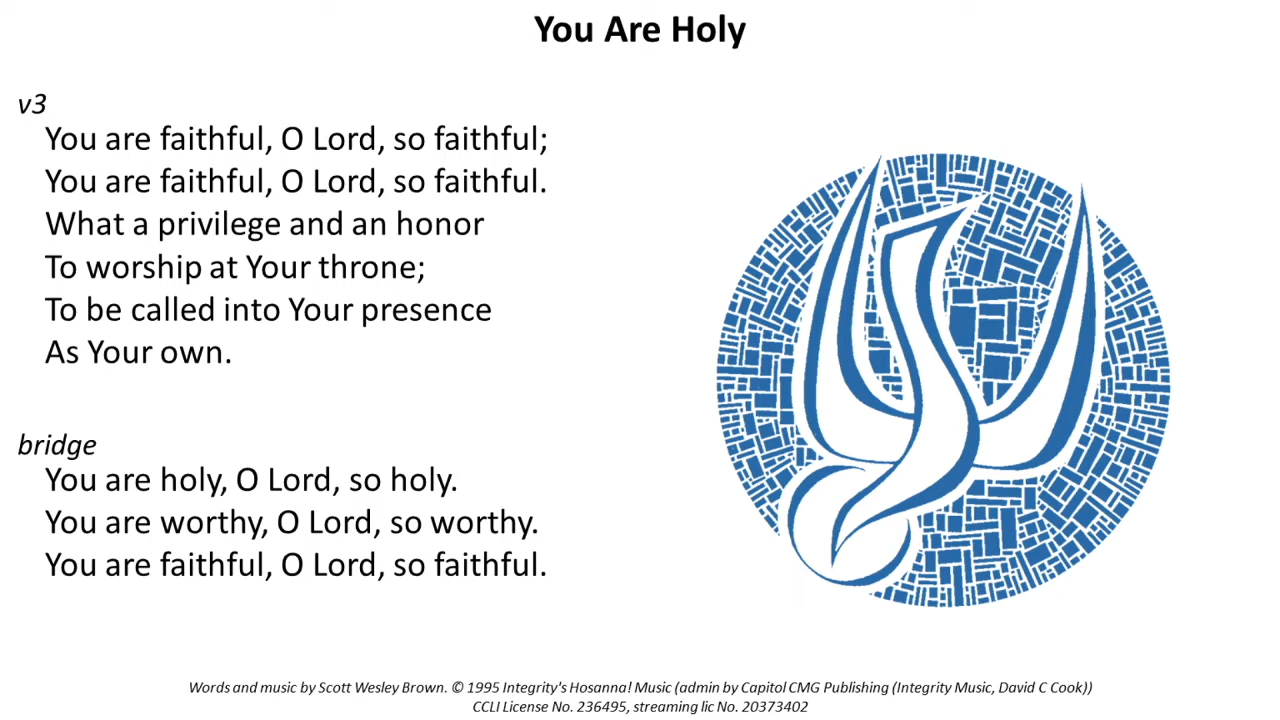 You Are Holy
v3
You are faithful, O Lord, so faithful;
You are faithful, O Lord, so faithful.
What a privilege and an honor
To worship at Your throne;
To be called into Your presence
As Your own.
bridge
You are holy, O Lord, so holy.
You are worthy, O Lord, so worthy.
You are faithful, O Lord, so faithful.
Words and music by Scott Wesley Brown. © 1995 Integrity's Hosanna! Music (admin by Capitol CMG Publishing (Integrity Music, David C Cook))
CCLI License No. 236495, streaming lic No. 20373402